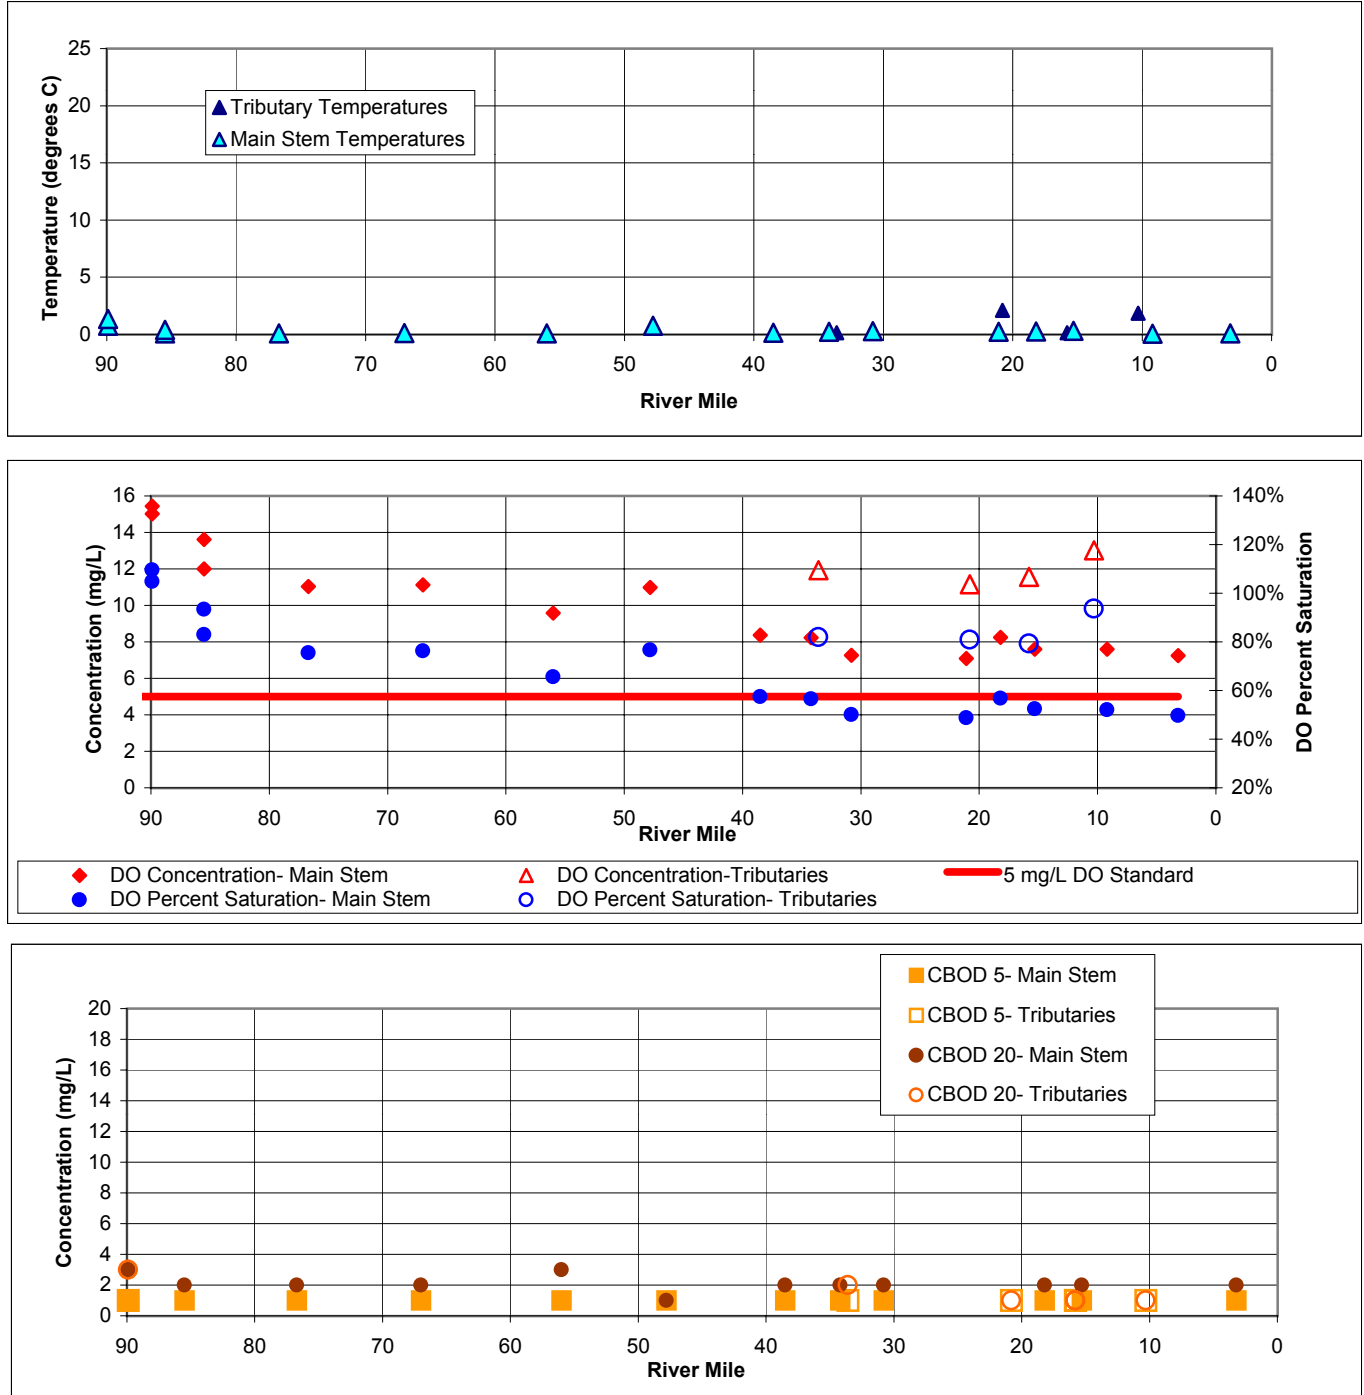 25
20
15
10
5
0
Temperature (degrees C)
Tributary Temperatures
Main Stem Temperatures
90 80 70 60 50 40 30 20 10 0
River Mile
16 140%
14 120%
12 100%
10 80%
8 60%
6 40%
4 20%
2
0
Concentration (mg/L)
DO Percent Saturation
90 80 70 60 50 40 30 20 10 0
River Mile
DO Concentration- Main Stem DO Concentration-Tributaries 5 mg/L DO Standard
DO Percent Saturation- Main Stem DO Percent Saturation- Tributaries
CBOD 5- Main Stem
CBOD 5- Tributaries
CBOD 20- Main Stem
CBOD 20- Tributaries
20
18
16
14
12
10
8
6
4
2
0
Concentration (mg/L)
90 80 70 60 50 40 30 20 10 0
River Mile